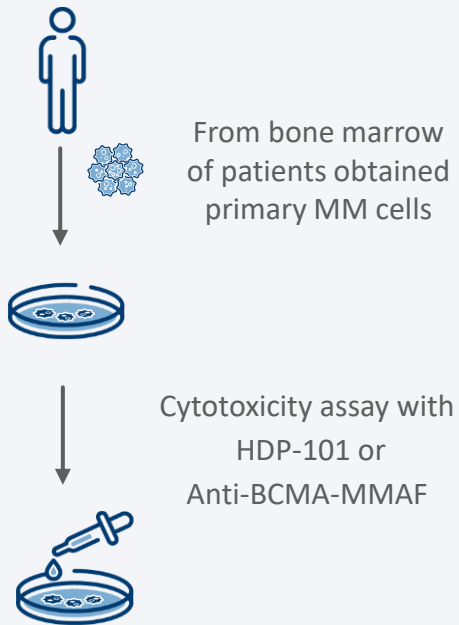 From bone marrow
of patients obtained
primary MM cells
Cytotoxicity assay with
HDP-101 or
Anti-BCMA-MMAF